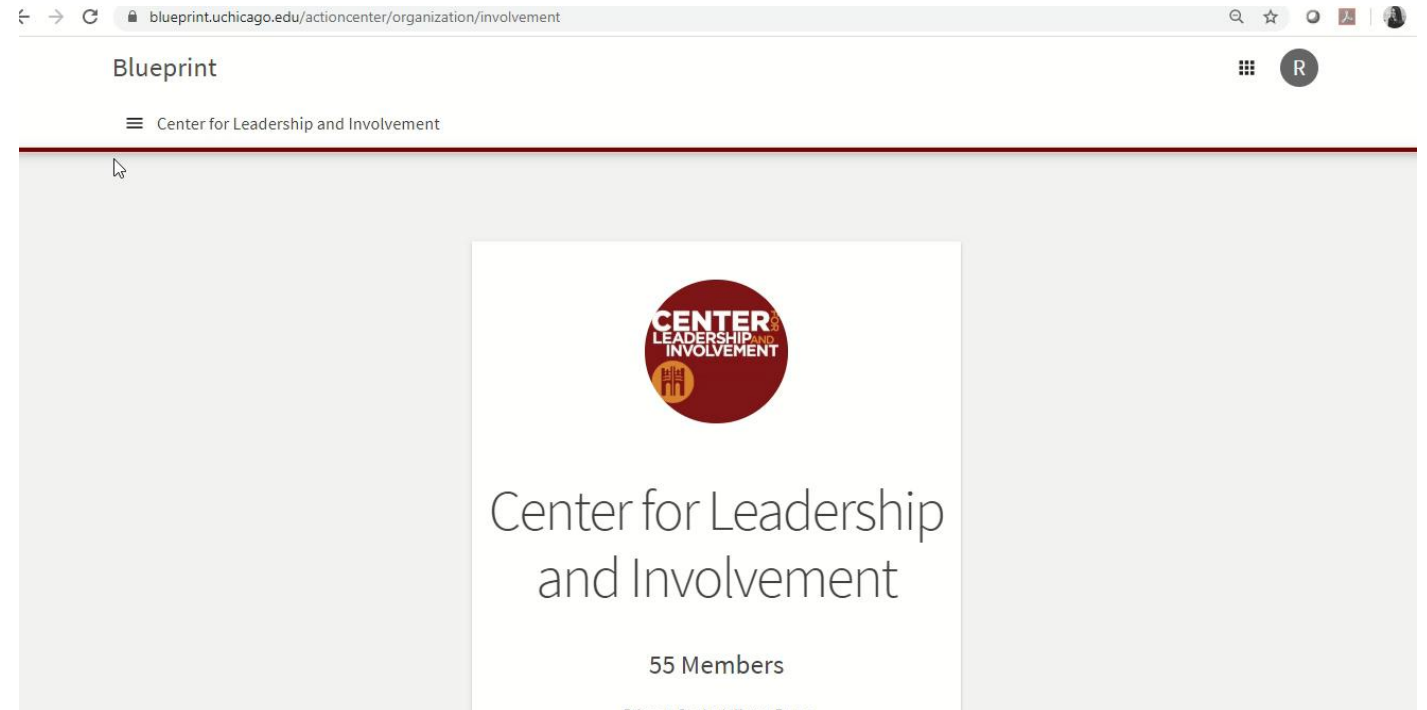 blueprint.uchicago.edu/actioncenter/organization/involvement
Blueprint
R
Center for Leadership and Involvement
CENTER FOR
LEADERSHIP AND
INVOLVEMENT
Center for Leadership
and Involvement
55 Members